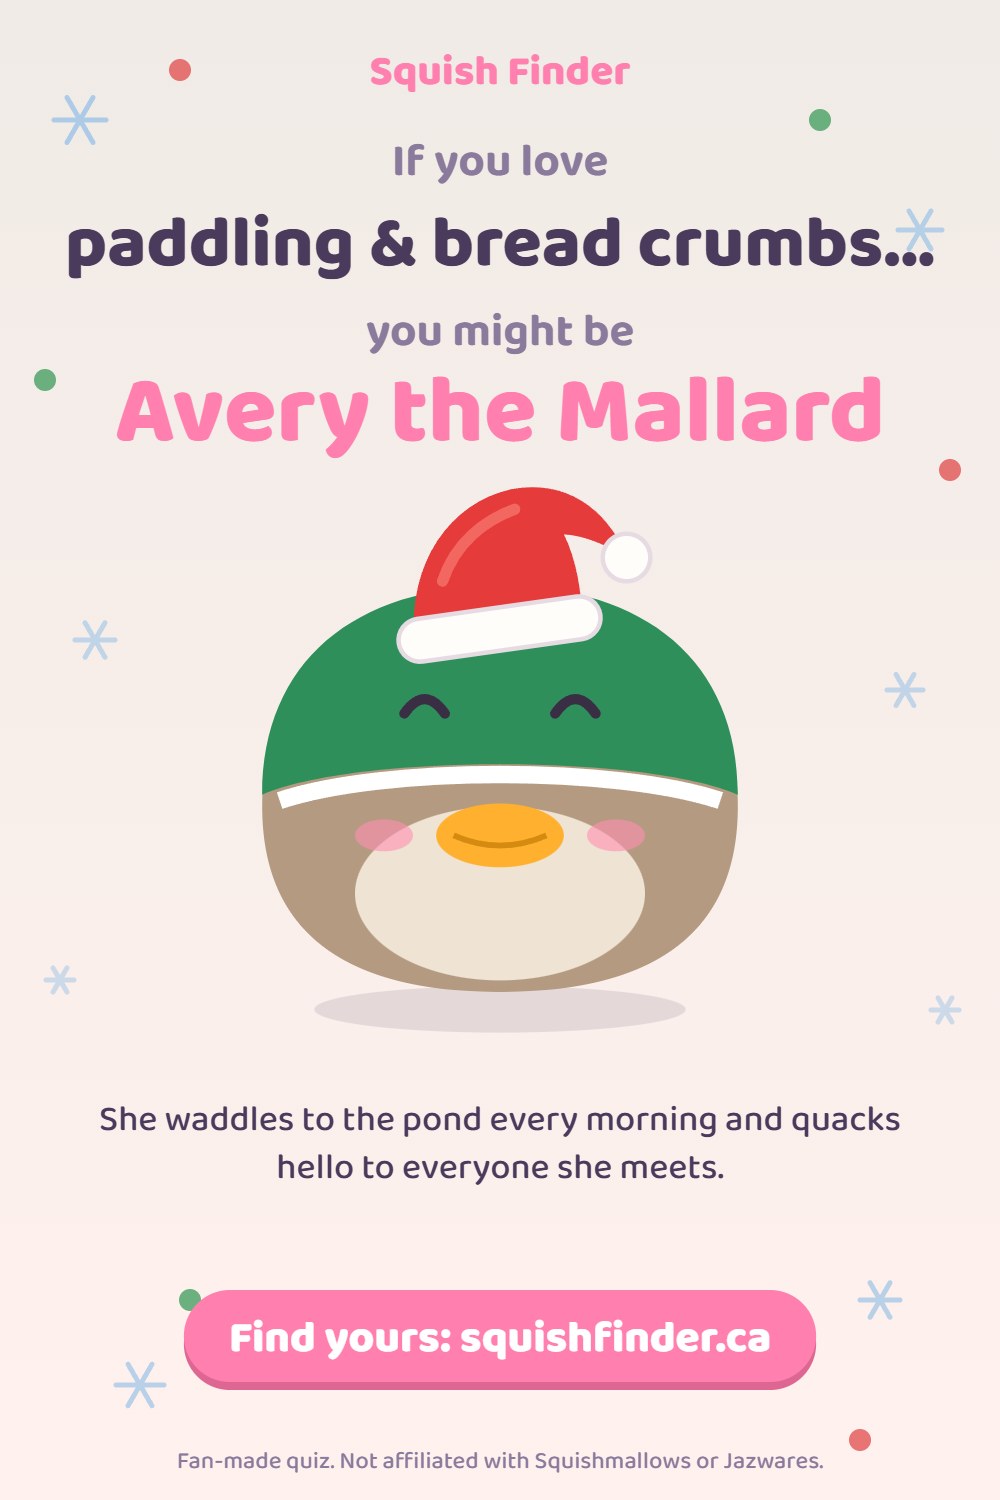 Squish Finder
If you love
paddling & bread crumbs...
you might be
Avery the Mallard
She waddles to the pond every morning and quacks
hello to everyone she meets.
Find yours: squishfinder.ca
Fan-made quiz. Not affiliated with Squishmallows or Jazwares.